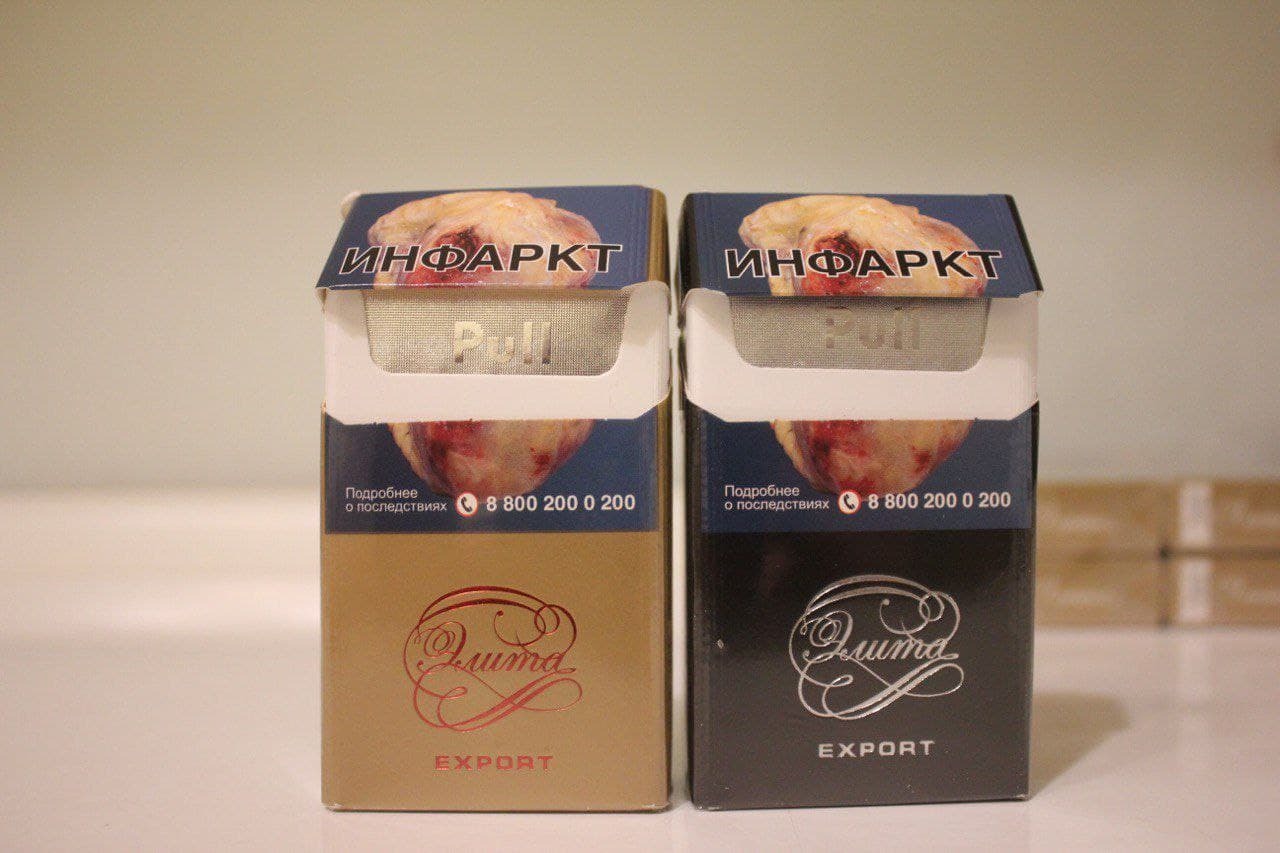 ИНФАРКТ
Pull
Подробнее
о последствиях
8 800 200 0 200
Элита
EXPORT
ИНФАРКТ
Pull
Подробнее
о последствиях
8 800 200 0 200
Элита
EXPORT